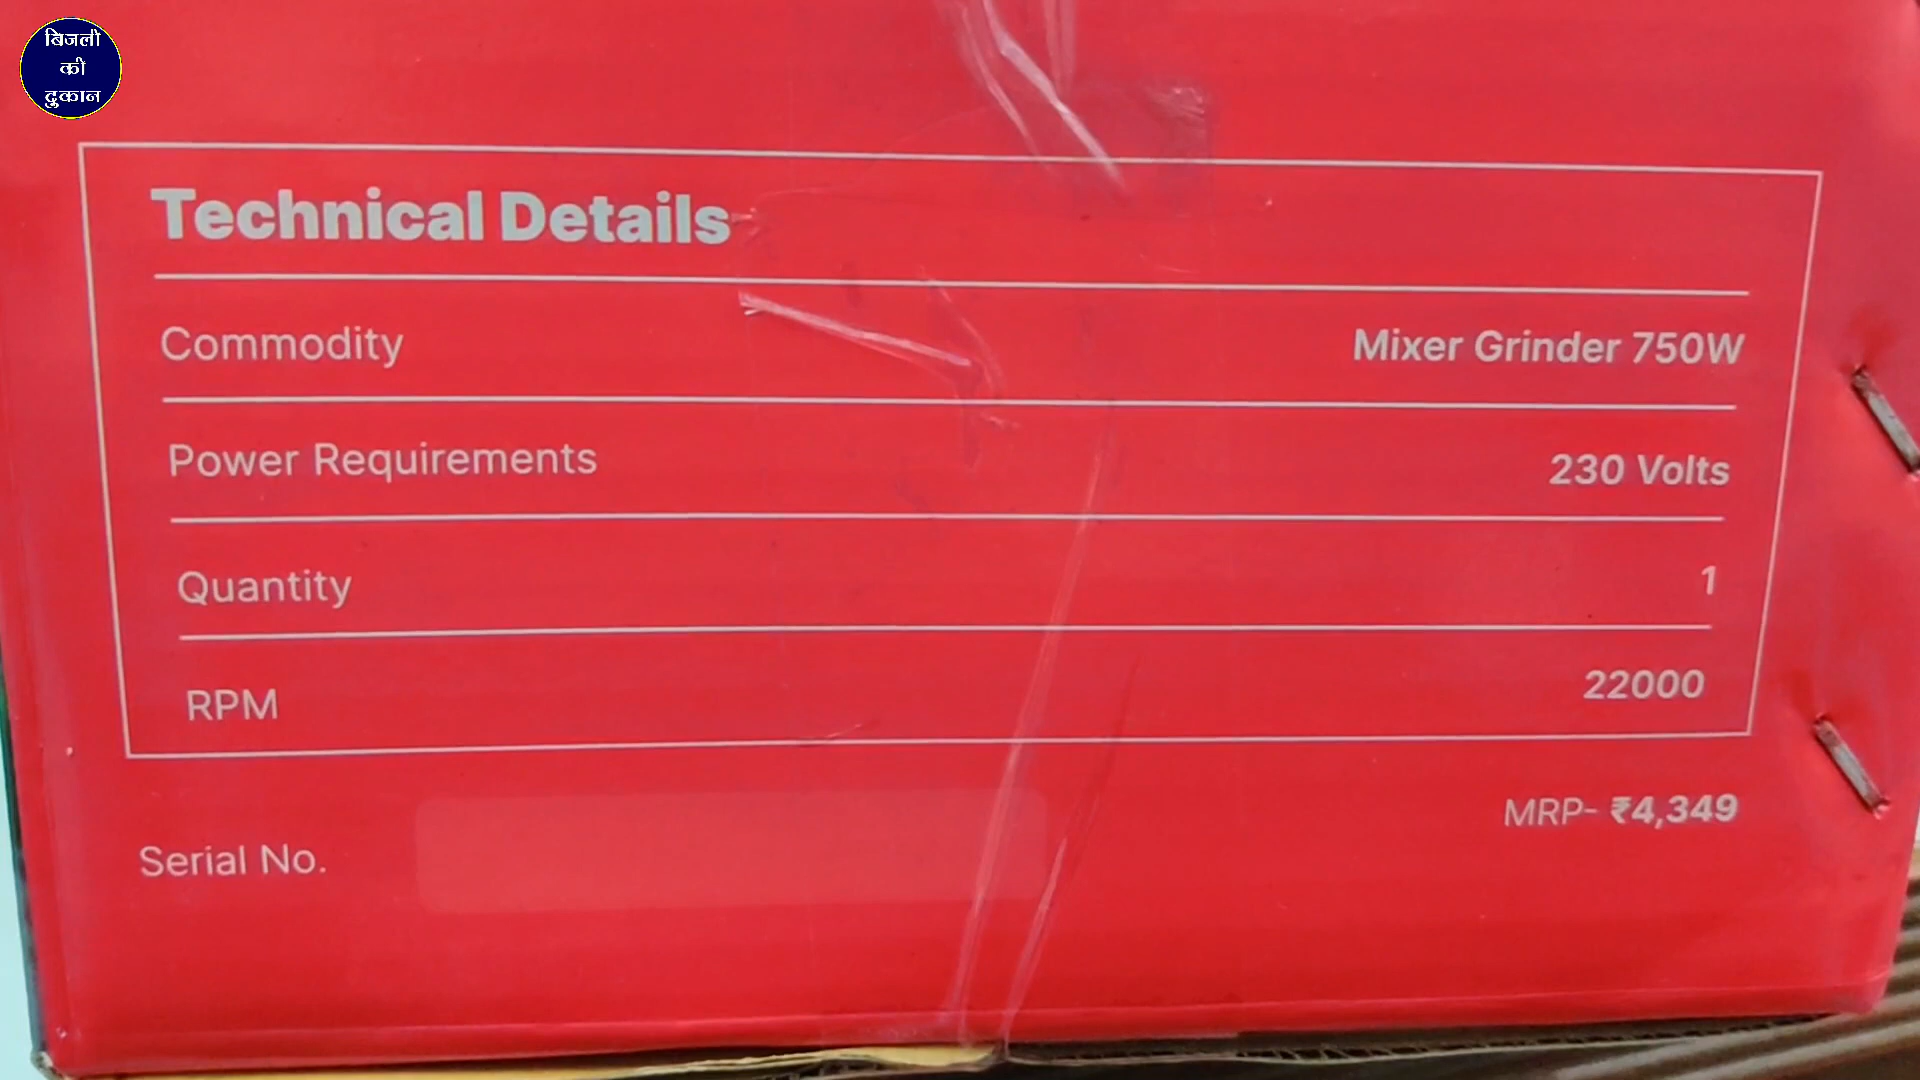 बिजली
की
दुकान
Technical Details
Commodity Mixer Grinder 750W
Power Requirements 230 Volts
Quantity 1
RPM 22000
MRP- ₹4,349
Serial No.